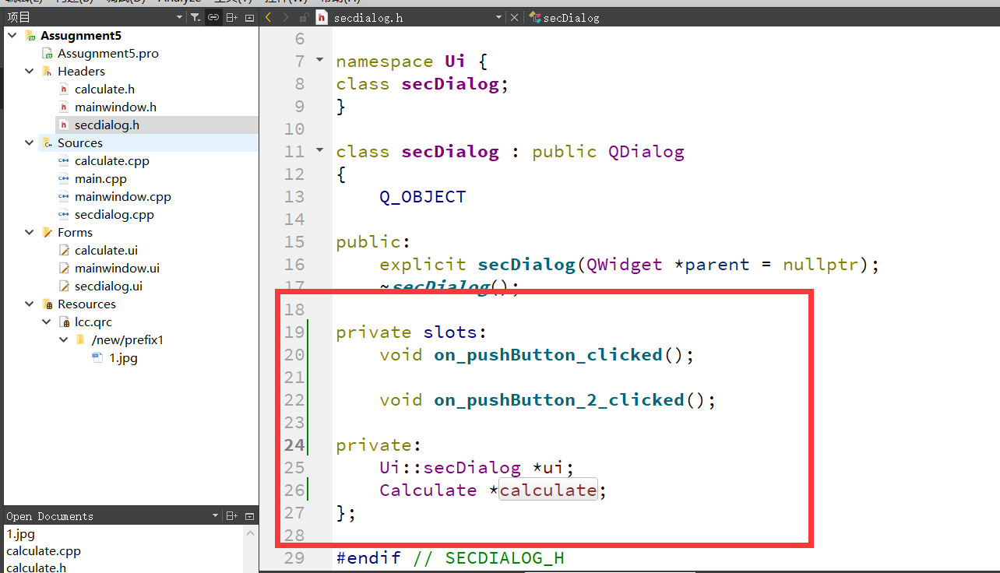 项目
secdialog.h
secDialog
Assugnment5
Assugnment5.pro
Headers
calculate.h
mainwindow.h
secdialog.h
Sources
calculate.cpp
main.cpp
mainwindow.cpp
secdialog.cpp
Forms
calculate.ui
mainwindow.ui
secdialog.ui
Resources
lcc.qrc
/new/prefix1
1.jpg
Open Documents
1.jpg
calculate.cpp
calculate.h
6
7 namespace Ui {
8 class secDialog;
9 }
10
11 class secDialog : public QDialog
12 {
13 Q_OBJECT
14
15 public:
16 explicit secDialog(QWidget *parent = nullptr);
17 ~secDialog();
18
19 private slots:
20 void on_pushButton_clicked();
21
22 void on_pushButton_2_clicked();
23
24 private:
25 Ui::secDialog *ui;
26 Calculate *calculate;
27 };
28
29 #endif // SECDIALOG_H